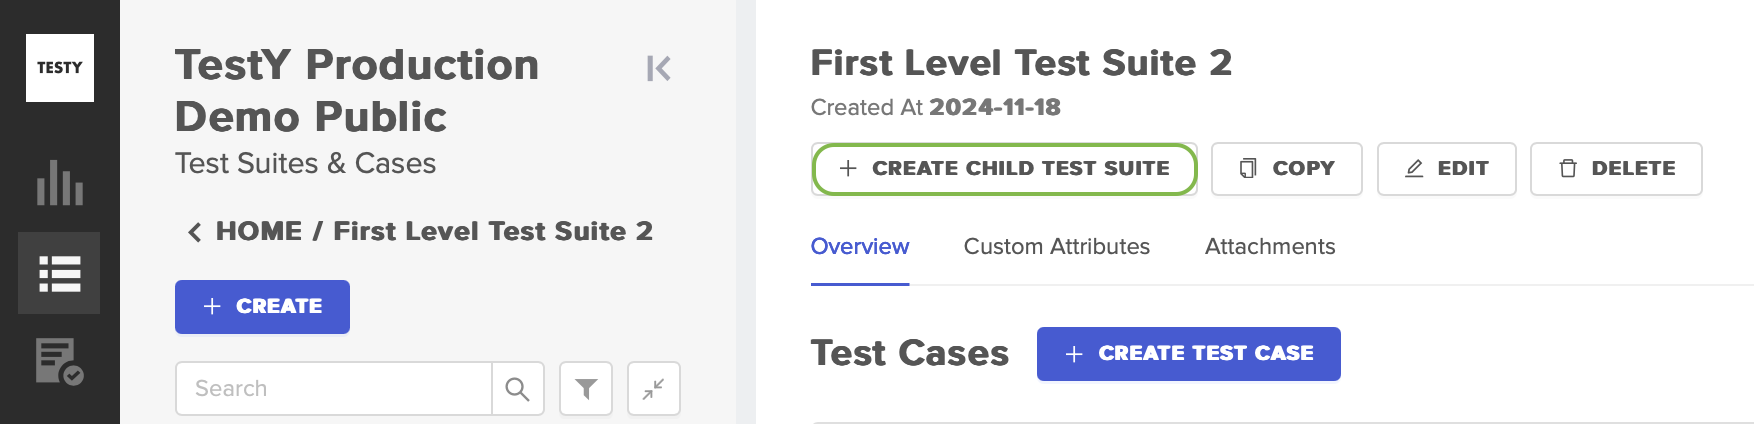 TESTY
TestY Production
Demo Public
Test Suites & Cases
HOME / First Level Test Suite 2
CREATE
Search
First Level Test Suite 2
Created At 2024-11-18
CREATE CHILD TEST SUITE
COPY
EDIT
DELETE
Overview
Custom Attributes
Attachments
Test Cases
CREATE TEST CASE